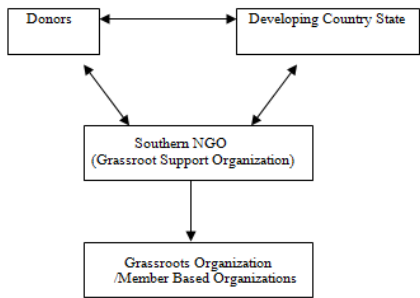 Donors
Developing Country State
Southern NGO
(Grassroot Support Organization)
Grassroots Organization
/Member Based Organizations